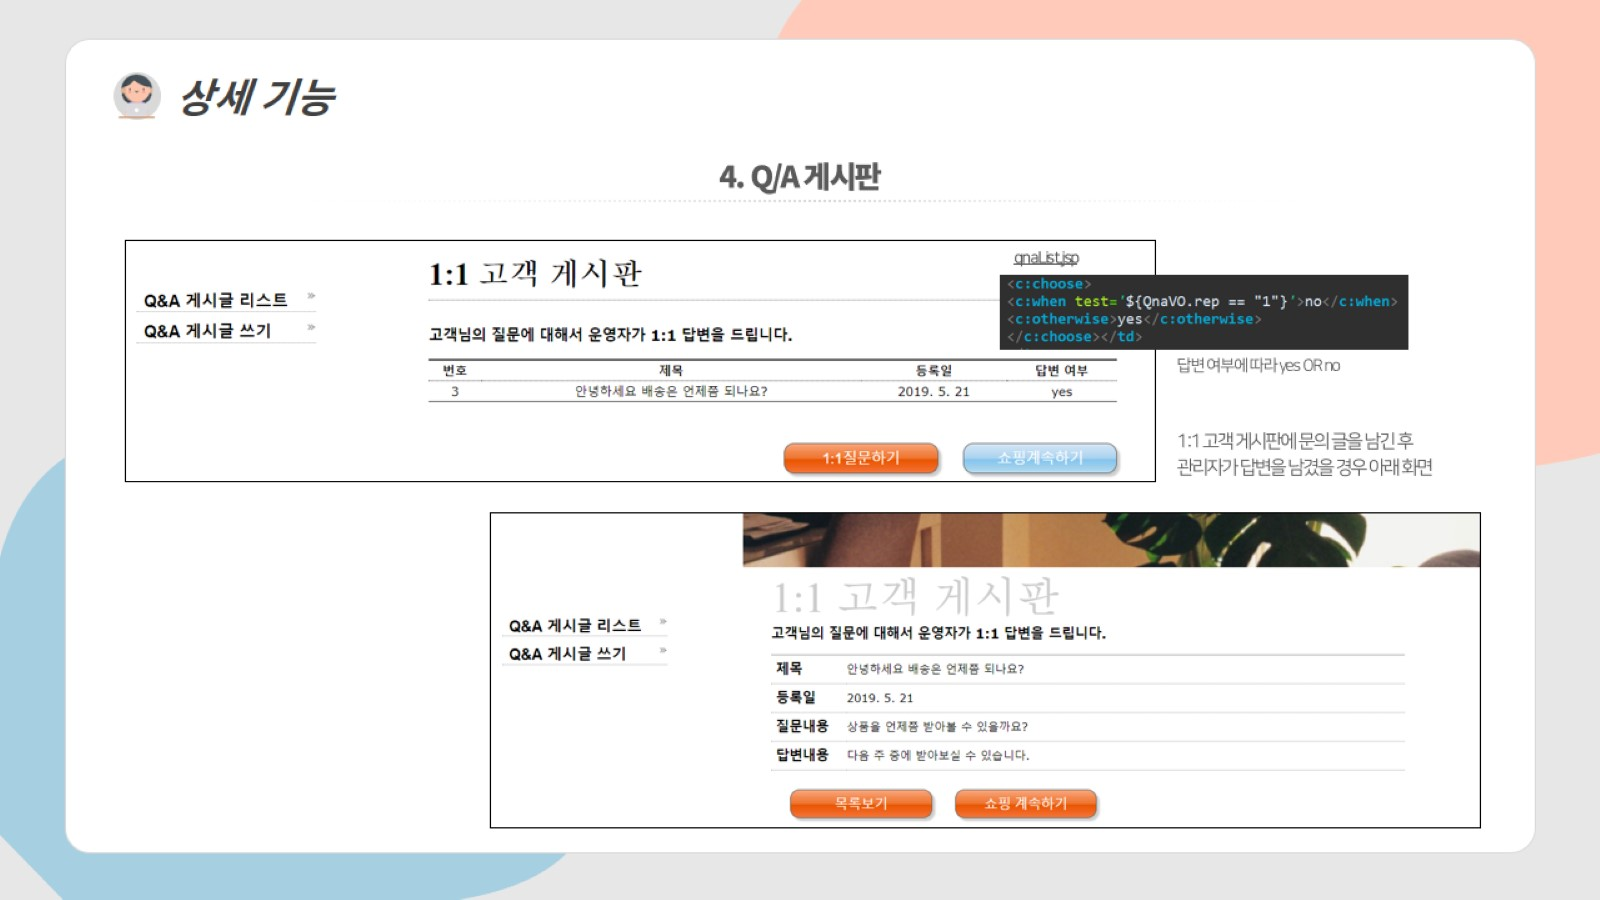 상세 기능
4. Q/A 게시판
Q&A 게시글 리스트 »
Q&A 게시글 쓰기 »
1:1 고객 게시판
고객님의 질문에 대해서 운영자가 1:1 답변을 드립니다.
번호 제목 등록일 답변 여부
3 안녕하세요 배송은 언제쯤 되나요? 2019. 5. 21 yes
1:1질문하기 쇼핑계속하기
qnaList.jsp
<c:choose>
<c:when test='${QnaVO.rep == "1"}'>no</c:when>
<c:otherwise>yes</c:otherwise>
</c:choose></td>
답변 여부에 따라 yes OR no
1:1 고객 게시판에 문의 글을 남긴 후
관리자가 답변을 남겼을 경우 아래 화면
Q&A 게시글 리스트 »
Q&A 게시글 쓰기 »
1:1 고객 게시판
고객님의 질문에 대해서 운영자가 1:1 답변을 드립니다.
제목 안녕하세요 배송은 언제쯤 되나요?
등록일 2019. 5. 21
질문내용 상품을 언제쯤 받아볼 수 있을까요?
답변내용 다음 주 중에 받아보실 수 있습니다.
목록보기 쇼핑 계속하기